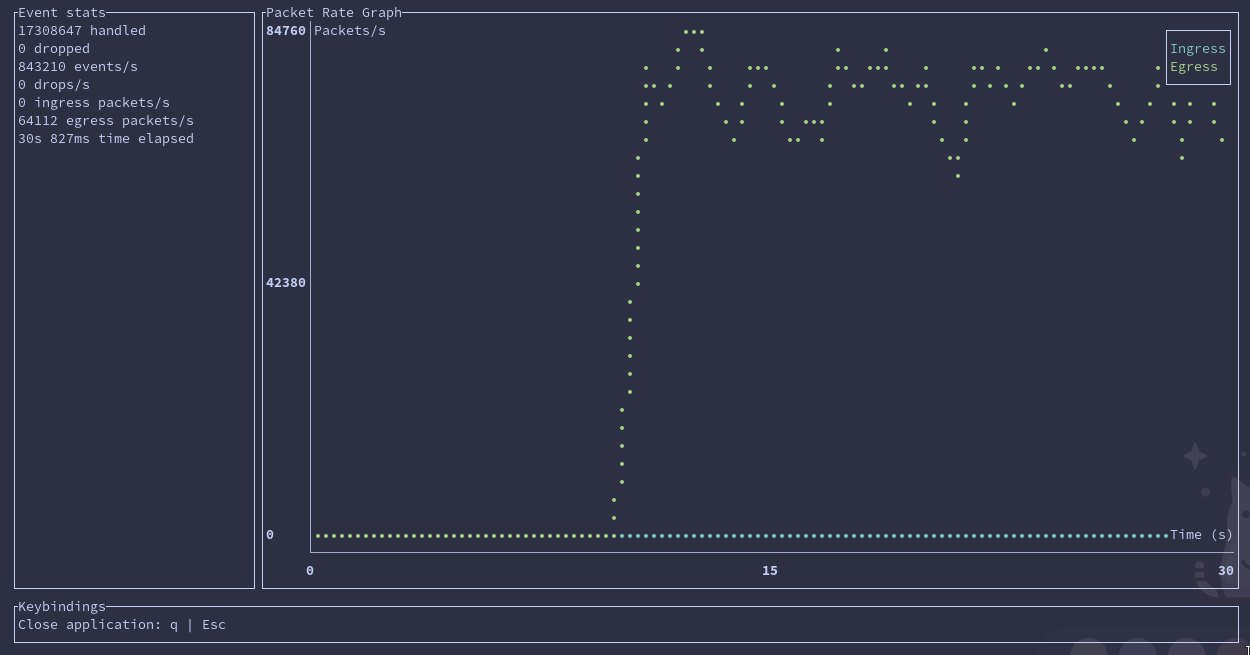 Event stats
17308647 handled
0 dropped
843210 events/s
0 drops/s
0 ingress packets/s
64112 egress packets/s
30s 827ms time elapsed
Packet Rate Graph
84760
Packets/s
Ingress
Egress
42380
0
Time (s)
0 15 30
Keybindings
Close application: q | Esc